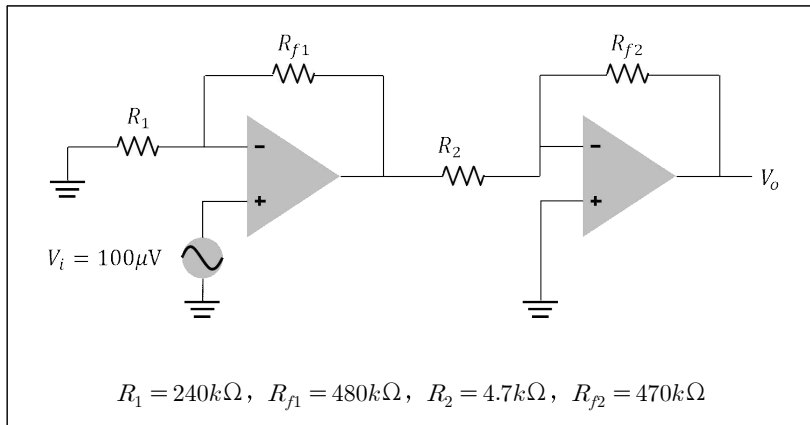 R_{f1}
R_{f2}
R_1
R_2
-
-
+
+
V_o
V_i = 100μV
R_1 = 240kΩ, R_{f1} = 480kΩ, R_2 = 4.7kΩ, R_{f2} = 470kΩ